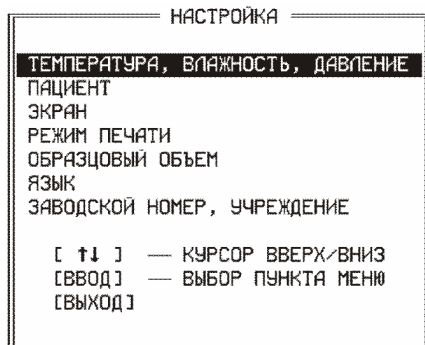 НАСТРОЙКА
ТЕМПЕРАТУРА, ВЛАЖНОСТЬ, ДАВЛЕНИЕ
ПАЦИЕНТ
ЭКРАН
РЕЖИМ ПЕЧАТИ
ОБРАЗЦОВЫЙ ОБЪЕМ
ЯЗЫК
ЗАВОДСКОЙ НОМЕР, УЧРЕЖДЕНИЕ
[ ↑↓ ] — КУРСОР ВВЕРХ/ВНИЗ
[ВВОД] — ВЫБОР ПУНКТА МЕНЮ
[ВЫХОД]